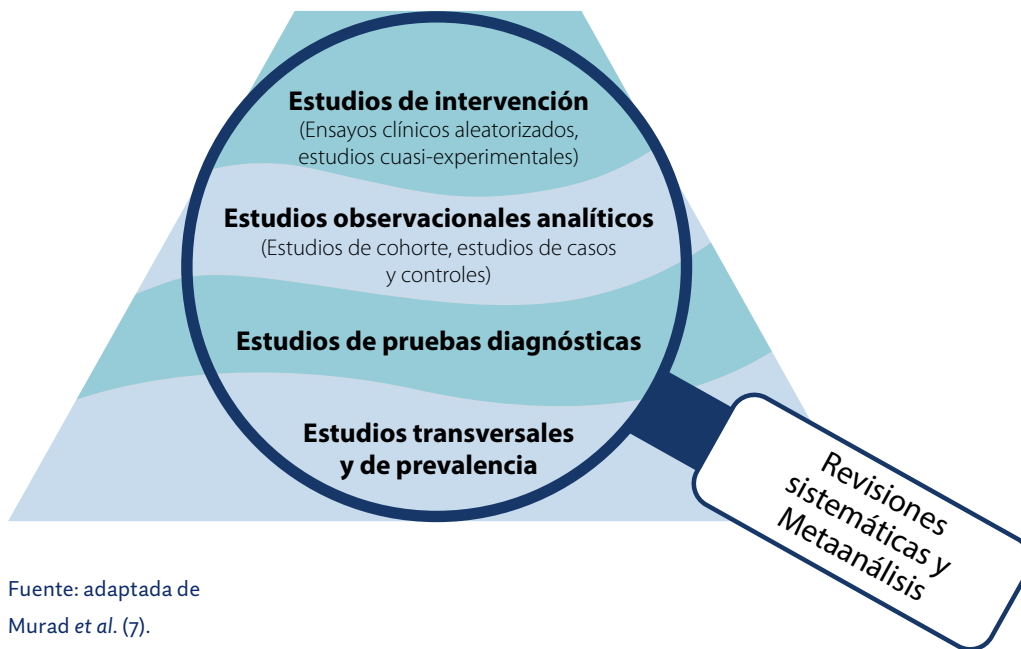 Estudios de intervención
(Ensayos clínicos aleatorizados,
estudios cuasi-experimentales)
Estudios observacionales analíticos
(Estudios de cohorte, estudios de casos
y controles)
Estudios de pruebas diagnósticas
Estudios transversales
y de prevalencia
Revisiones
sistemáticas y
Metaanálisis
Fuente: adaptada de
Murad et al. (7).